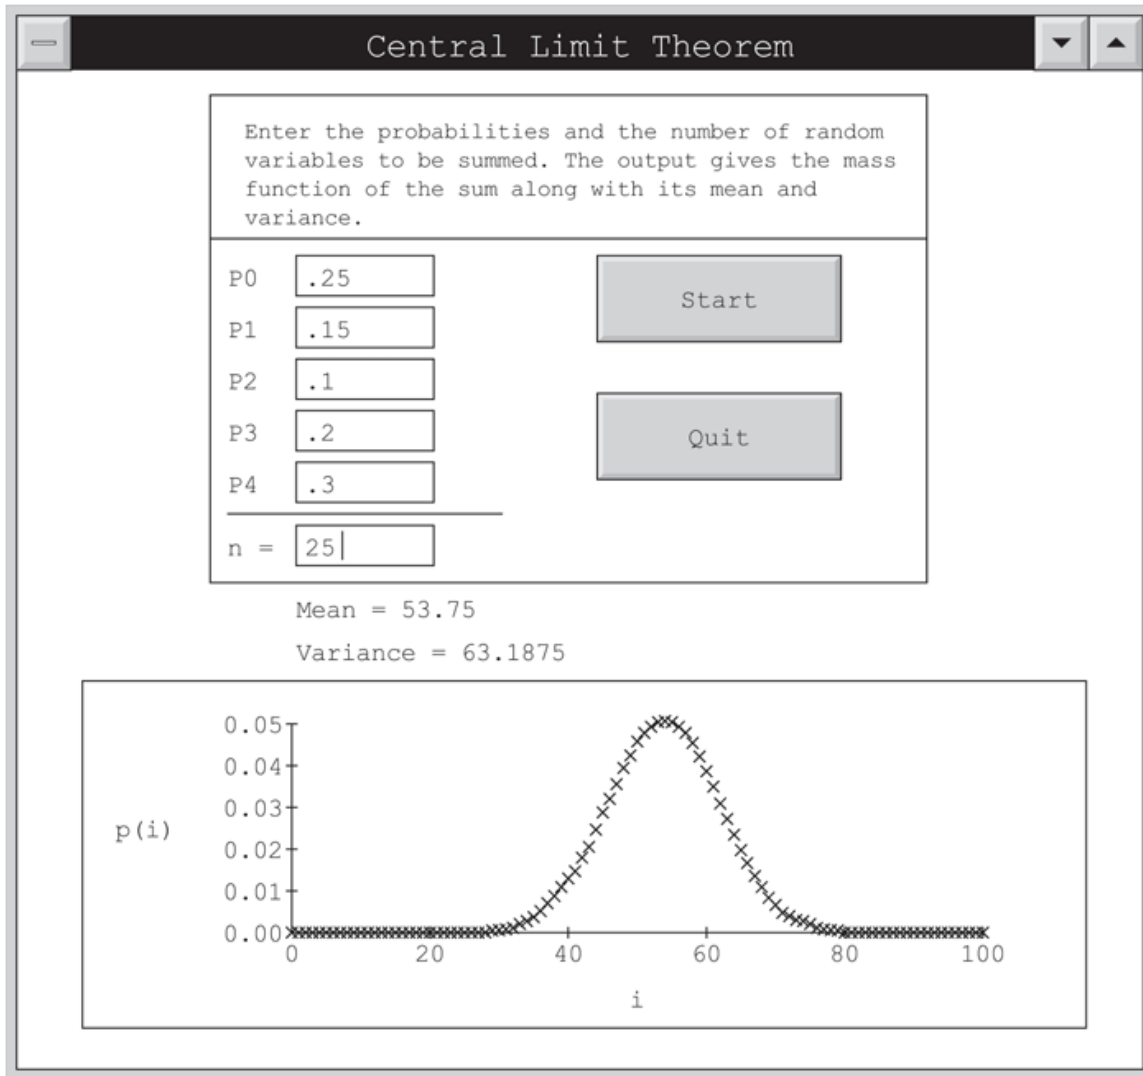 Central Limit Theorem
Enter the probabilities and the number of random
variables to be summed. The output gives the mass
function of the sum along with its mean and
variance.
P0 .25
Start
P1 .15
P2 .1
P3 .2
Quit
P4 .3
n = 25
Mean = 53.75
Variance = 63.1875
0.05
0.04
0.03
p(i)
0.02
0.01
0.00
0 20 40 60 80 100
i